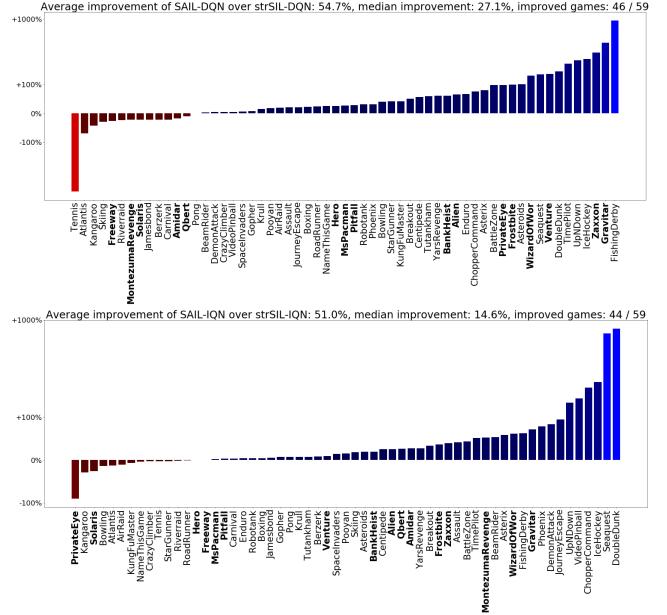 Average improvement of SAIL-DQN over strSIL-DQN: 54.7%, median improvement: 27.1%, improved games: 46 / 59
+1000%
+100%
0%
-100%
Tennis
Atlantis
Kangaroo
Skiing
Freeway
Riverraid
MontezumaRevenge
Solaris
Jamesbond
Berzerk
Carnival
Amidar
Qbert
Pong
BeamRider
DemonAttack
CrazyClimber
VideoPinball
SpaceInvaders
Gopher
Krull
Pooyan
AirRaid
Assault
JourneyEscape
Boxing
RoadRunner
NameThisGame
Hero
MsPacman
Pitfall
Robotank
Phoenix
Bowling
StarGunner
KungFuMaster
Breakout
Centipede
Tutankham
YarsRevenge
BankHeist
Alien
Enduro
ChopperCommand
Asterix
BattleZone
PrivateEye
Frostbite
Asteroids
WizardOfWor
Seaquest
Venture
DoubleDunk
TimePilot
UpNDown
IceHockey
Zaxxon
Gravitar
FishingDerby
Average improvement of SAIL-IQN over strSIL-IQN: 51.0%, median improvement: 14.6%, improved games: 44 / 59
+1000%
+100%
0%
-100%
PrivateEye
Kangaroo
Solaris
Bowling
Atlantis
AirRaid
KungFuMaster
NameThisGame
CrazyClimber
Tennis
StarGunner
Riverraid
RoadRunner
Hero
Freeway
MsPacman
Pitfall
Carnival
Enduro
Robotank
Boxing
Jamesbond
Gopher
Pong
Krull
Tutankham
Berzerk
Venture
SpaceInvaders
Pooyan
Skiing
Asteroids
BankHeist
Centipede
Alien
Qbert
Amidar
YarsRevenge
Breakout
Frostbite
Zaxxon
Assault
BattleZone
TimePilot
MontezumaRevenge
BeamRider
Asterix
WizardOfWor
FishingDerby
Gravitar
Phoenix
DemonAttack
JourneyEscape
UpNDown
VideoPinball
ChopperCommand
IceHockey
Seaquest
DoubleDunk